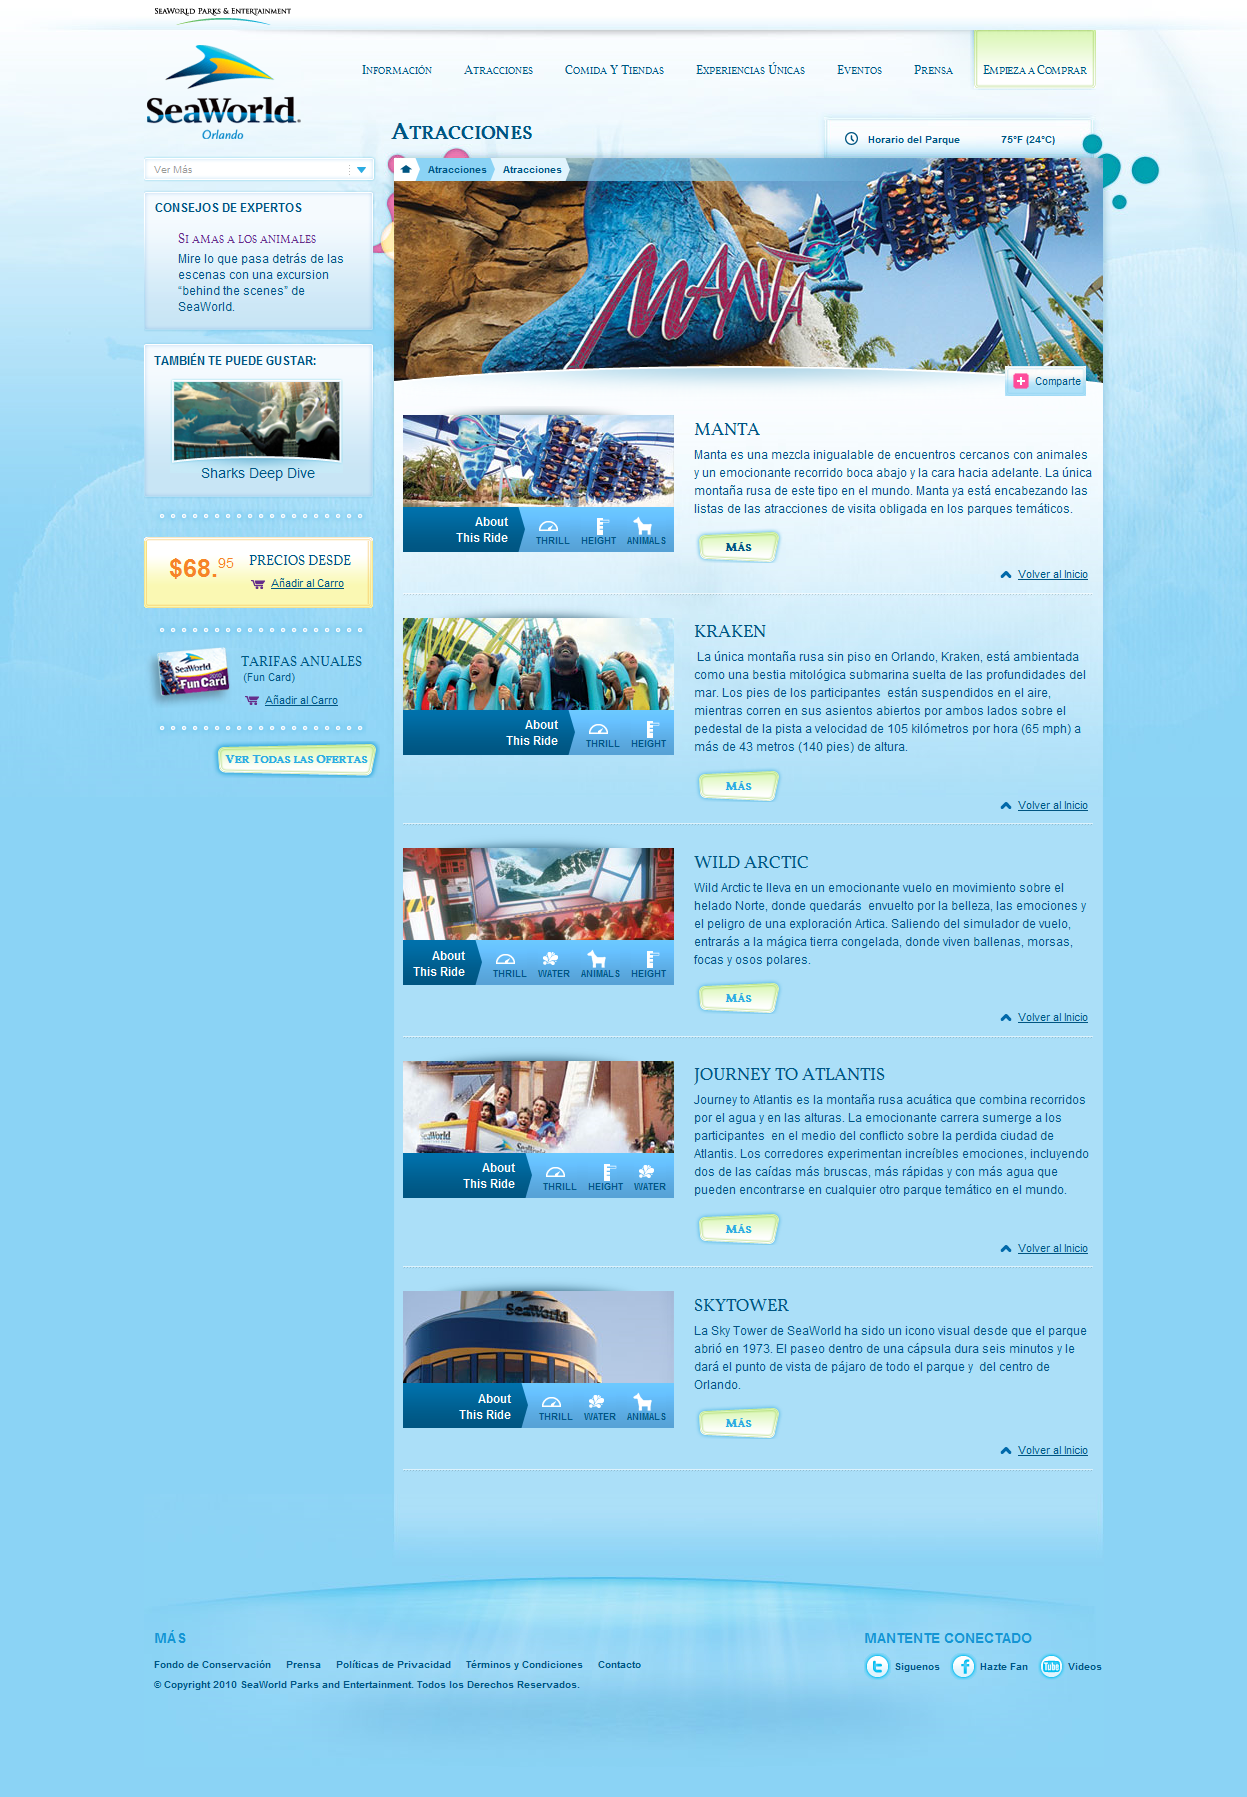 SeaWorld Parks & Entertainment
SeaWorld
Orlando
Información
Atracciones
Comida Y Tiendas
Experiencias Únicas
Eventos
Prensa
Empieza a Comprar
Atracciones
Horario del Parque
75°F (24°C)
Ver Más
Atracciones
Atracciones
CONSEJOS DE EXPERTOS
Si amas a los animales
Mire lo que pasa detrás de las
escenas con una excursion
“behind the scenes” de
SeaWorld.
TAMBIÉN TE PUEDE GUSTAR:
Sharks Deep Dive
$68.95
PRECIOS DESDE
Añadir al Carro
SeaWorld
Fun Card
TARIFAS ANUALES
(Fun Card)
Añadir al Carro
Ver Todas las Ofertas
MANTA
Comparte
About
This Ride
THRILL
HEIGHT
ANIMALS
MANTA
Manta es una mezcla inigualable de encuentros cercanos con animales
y un emocionante recorrido boca abajo y la cara hacia adelante. La única
montaña rusa de este tipo en el mundo. Manta ya está encabezando las
listas de las atracciones de visita obligada en los parques temáticos.
MÁS
Volver al Inicio
About
This Ride
THRILL
HEIGHT
KRAKEN
La única montaña rusa sin piso en Orlando, Kraken, está ambientada
como una bestia mitológica submarina suelta de las profundidades del
mar. Los pies de los participantes  están suspendidos en el aire,
mientras corren en sus asientos abiertos por ambos lados sobre el
pedestal de la pista a velocidad de 105 kilómetros por hora (65 mph) a
más de 43 metros (140 pies) de altura.
MÁS
Volver al Inicio
About
This Ride
THRILL
WATER
ANIMALS
HEIGHT
WILD ARCTIC
Wild Arctic te lleva en un emocionante vuelo en movimiento sobre el
helado Norte, donde quedarás  envuelto por la belleza, las emociones y
el peligro de una exploración Artica. Saliendo del simulador de vuelo,
entrarás a la mágica tierra congelada, donde viven ballenas, morsas,
focas y osos polares.
MÁS
Volver al Inicio
SeaWorld
SeaWorld
About
This Ride
THRILL
HEIGHT
WATER
JOURNEY TO ATLANTIS
Journey to Atlantis es la montaña rusa acuática que combina recorridos
por el agua y en las alturas. La emocionante carrera sumerge a los
participantes  en el medio del conflicto sobre la perdida ciudad de
Atlantis. Los corredores experimentan increíbles emociones, incluyendo
dos de las caídas más bruscas, más rápidas y con más agua que
pueden encontrarse en cualquier otro parque temático en el mundo.
MÁS
Volver al Inicio
SeaWorld
About
This Ride
THRILL
WATER
ANIMALS
SKYTOWER
La Sky Tower de SeaWorld ha sido un icono visual desde que el parque
abrió en 1973. El paseo dentro de una cápsula dura seis minutos y le
dará el punto de vista de pájaro de todo el parque y  del centro de
Orlando.
MÁS
Volver al Inicio
MÁS
Fondo de Conservación
Prensa
Políticas de Privacidad
Términos y Condiciones
Contacto
© Copyright 2010 SeaWorld Parks and Entertainment. Todos los Derechos Reservados.
MANTENTE CONECTADO
Siguenos
Hazte Fan
You Tube
Videos